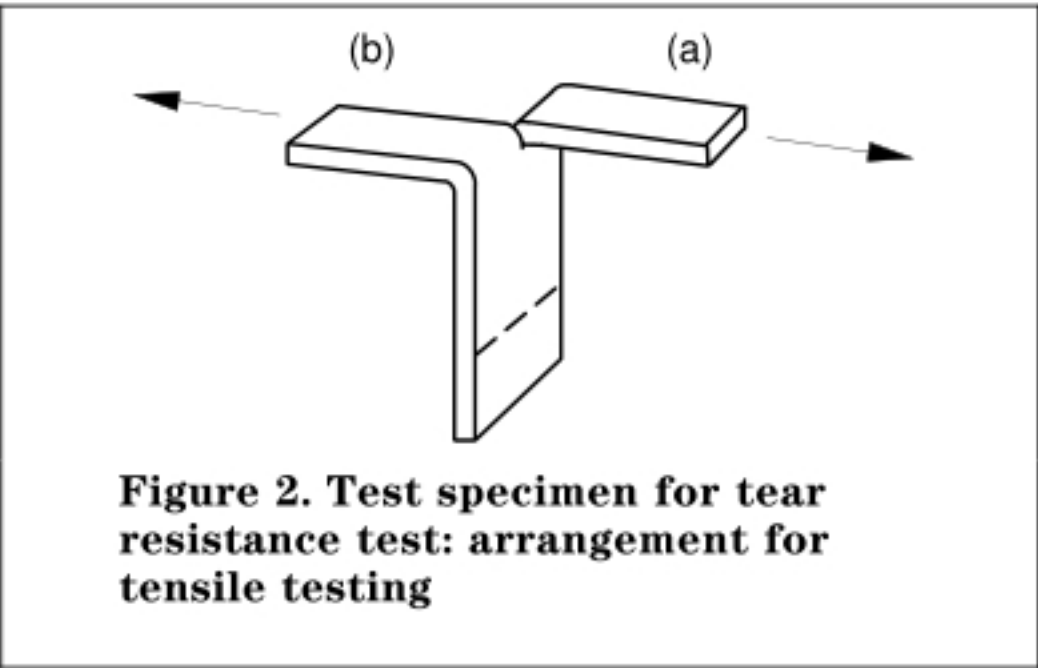 (b) (a)
Figure 2. Test specimen for tear
resistance test: arrangement for
tensile testing